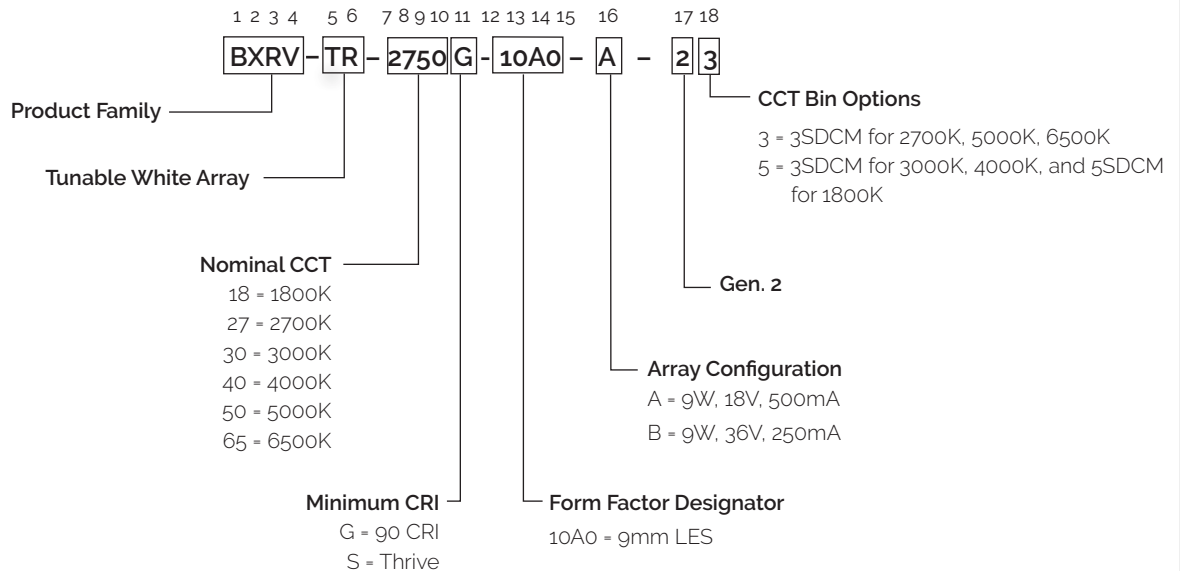 1 2 3 4 5 6 7 8 9 10 11 12 13 14 15 16 17 18
BXRV – TR – 2750 G - 10A0 – A – 2 3
Product Family
CCT Bin Options
3 = 3SDCM for 2700K, 5000K, 6500K
5 = 3SDCM for 3000K, 4000K, and 5SDCM
for 1800K
Tunable White Array
Nominal CCT
18 = 1800K
27 = 2700K
30 = 3000K
40 = 4000K
50 = 5000K
65 = 6500K
Gen. 2
Array Configuration
A = 9W, 18V, 500mA
B = 9W, 36V, 250mA
Minimum CRI
G = 90 CRI
S = Thrive
Form Factor Designator
10A0 = 9mm LES